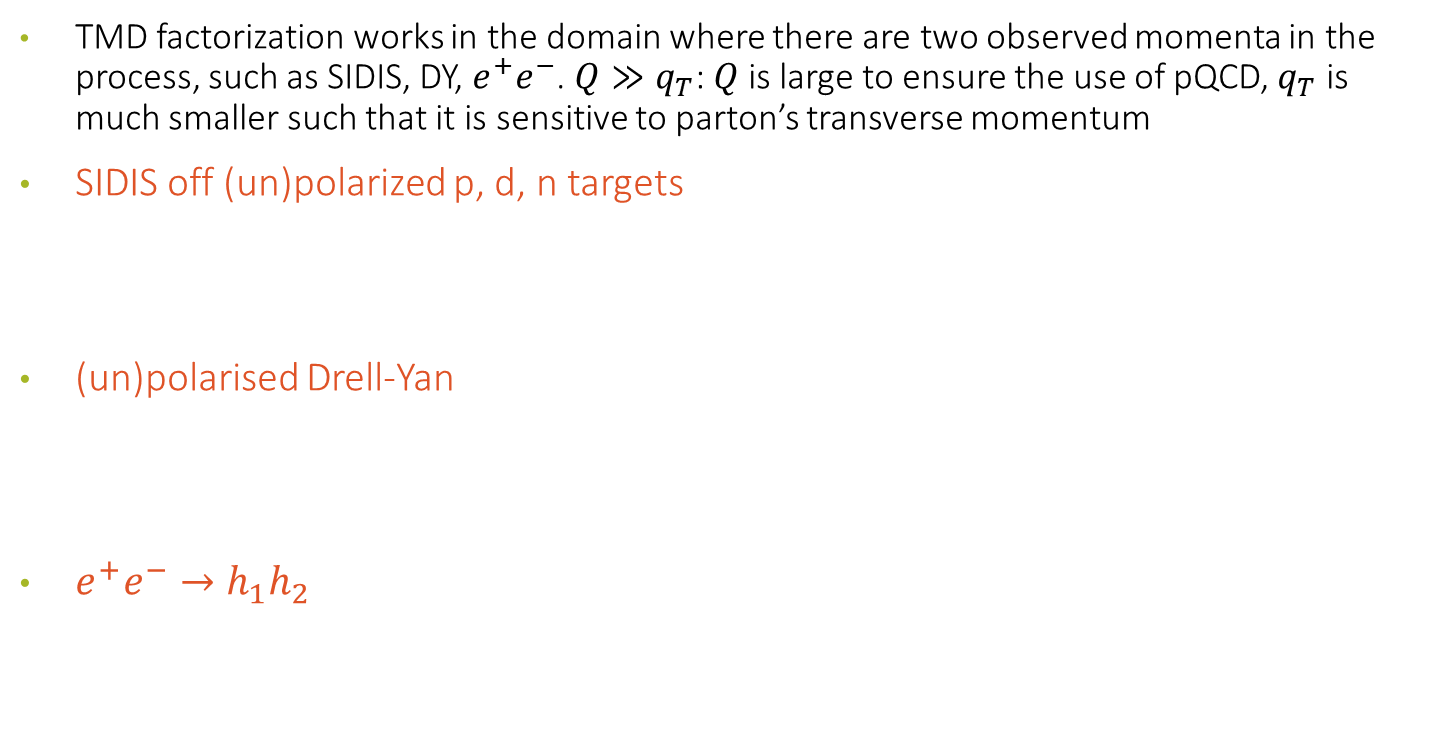 • TMD factorization works in the domain where there are two observed momenta in the
process, such as SIDIS, DY, e⁺e⁻. Q ≫ q_T: Q is large to ensure the use of pQCD, q_T is
much smaller such that it is sensitive to parton’s transverse momentum
• SIDIS off (un)polarized p, d, n targets
• (un)polarised Drell-Yan
• e⁺e⁻ → h₁h₂